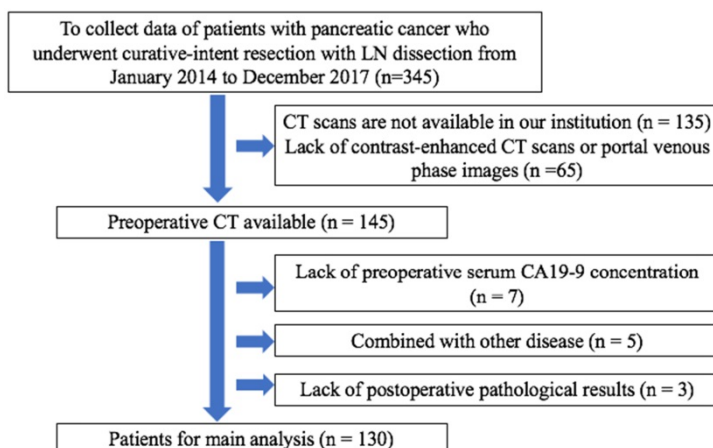 To collect data of patients with pancreatic cancer who
underwent curative-intent resection with LN dissection from
January 2014 to December 2017 (n=345)
CT scans are not available in our institution (n = 135)
Lack of contrast-enhanced CT scans or portal venous
phase images (n =65)
Preoperative CT available (n = 145)
Lack of preoperative serum CA19-9 concentration
(n = 7)
Combined with other disease (n = 5)
Lack of postoperative pathological results (n = 3)
Patients for main analysis (n = 130)